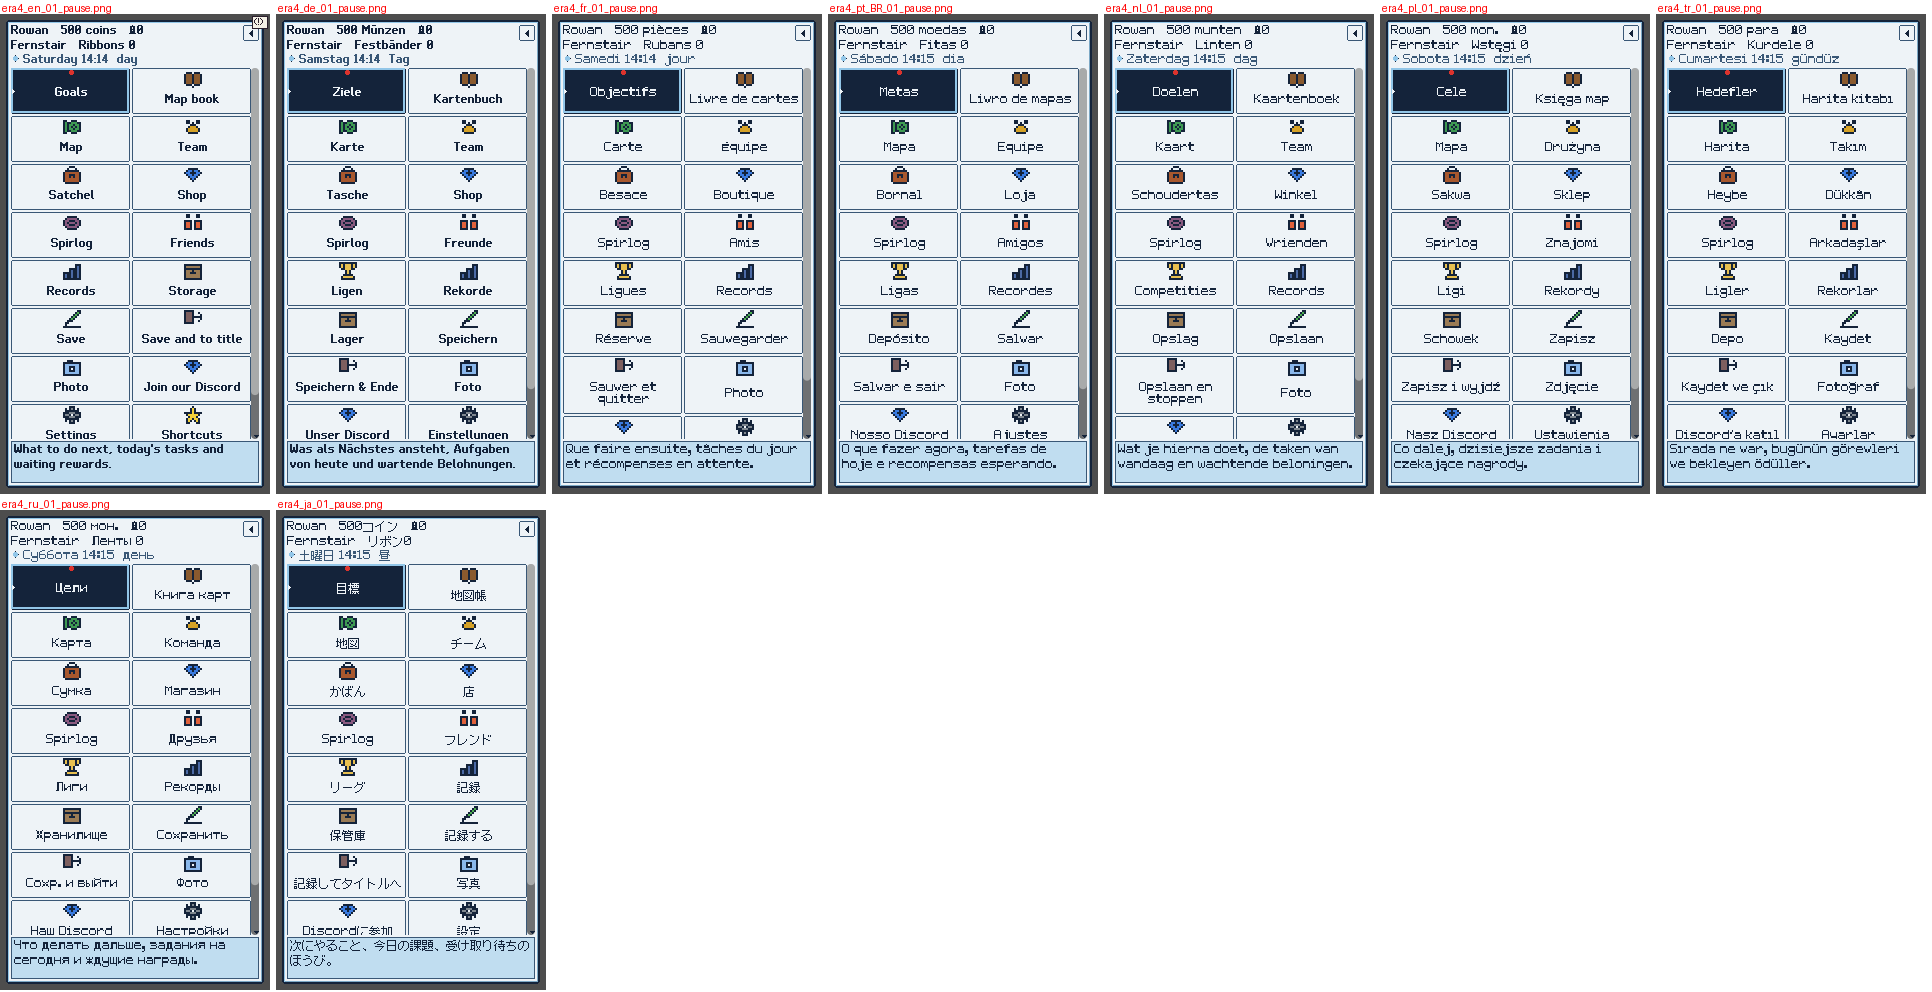 era4_en_01_pause.png
Rowan 500 coins 0
Fernstair Ribbons 0
Saturday 14:14 day
Goals
Map book
Map
Team
Satchel
Shop
Spirlog
Friends
Records
Storage
Save
Save and to title
Photo
Join our Discord
Settings
Shortcuts
What to do next, today's tasks and
waiting rewards.
era4_de_01_pause.png
Rowan 500 Münzen 0
Fernstair Festbänder 0
Samstag 14:14 Tag
Ziele
Kartenbuch
Karte
Team
Tasche
Shop
Spirlog
Freunde
Ligen
Rekorde
Lager
Speichern
Speichern & Ende
Foto
Unser Discord
Einstellungen
Was als Nächstes ansteht, Aufgaben
von heute und wartende Belohnungen.
era4_fr_01_pause.png
Rowan 500 pièces 0
Fernstair Rubans 0
Samedi 14:14 jour
Objectifs
Livre de cartes
Carte
Équipe
Besace
Boutique
Spirlog
Amis
Ligues
Records
Réserve
Sauvegarder
Sauver et
quitter
Photo
Que faire ensuite, tâches du jour
et récompenses en attente.
era4_pt_BR_01_pause.png
Rowan 500 moedas 0
Fernstair Fitas 0
Sábado 14:15 dia
Metas
Livro de mapas
Mapa
Equipe
Bornal
Loja
Spirlog
Amigos
Ligas
Recordes
Depósito
Salvar
Salvar e sair
Foto
Nosso Discord
Ajustes
O que fazer agora, tarefas de
hoje e recompensas esperando.
era4_nl_01_pause.png
Rowan 500 munten 0
Fernstair Linten 0
Zaterdag 14:15 dag
Doelen
Kaartenboek
Kaart
Team
Schoudertas
Winkel
Spirlog
Vrienden
Competities
Records
Opslag
Opslaan
Opslaan en
stoppen
Foto
Wat je hierna doet, de taken van
vandaag en wachtende beloningen.
era4_pl_01_pause.png
Rowan 500 mon. 0
Fernstair Wstęgi 0
Sobota 14:15 dzień
Cele
Księga map
Mapa
Drużyna
Sakwa
Sklep
Spirlog
Znajomi
Ligi
Rekordy
Schowek
Zapisz
Zapisz i wyjdź
Zdjęcie
Nasz Discord
Ustawienia
Co dalej, dzisiejsze zadania i
czekające nagrody.
era4_tr_01_pause.png
Rowan 500 para 0
Fernstair Kurdele 0
Cumartesi 14:15 gündüz
Hedefler
Harita kitabı
Harita
Takım
Heybe
Dükkân
Spirlog
Arkadaşlar
Ligler
Rekorlar
Depo
Kaydet
Kaydet ve çık
Fotoğraf
Discord'a katıl
Ayarlar
Sırada ne var, bugünün görevleri
ve bekleyen ödüller.
era4_ru_01_pause.png
Rowan 500 мон. 0
Fernstair Ленты 0
Суббота 14:15 день
Цели
Книга карт
Карта
Команда
Сумка
Магазин
Spirlog
Друзья
Лиги
Рекорды
Хранилище
Сохранить
Сохр. и выйти
Фото
Наш Discord
Настройки
Что делать дальше, задания на
сегодня и ждущие награды.
era4_ja_01_pause.png
Rowan 500コイン 0
Fernstair リボン0
土曜日 14:15 昼
目標
地図帳
地図
チーム
かばん
店
Spirlog
フレンド
リーグ
記録
保管庫
記録する
記録してタイトルへ
写真
Discordに参加
設定
次にやること、今日の課題、受け取り待ちの
ほうび。